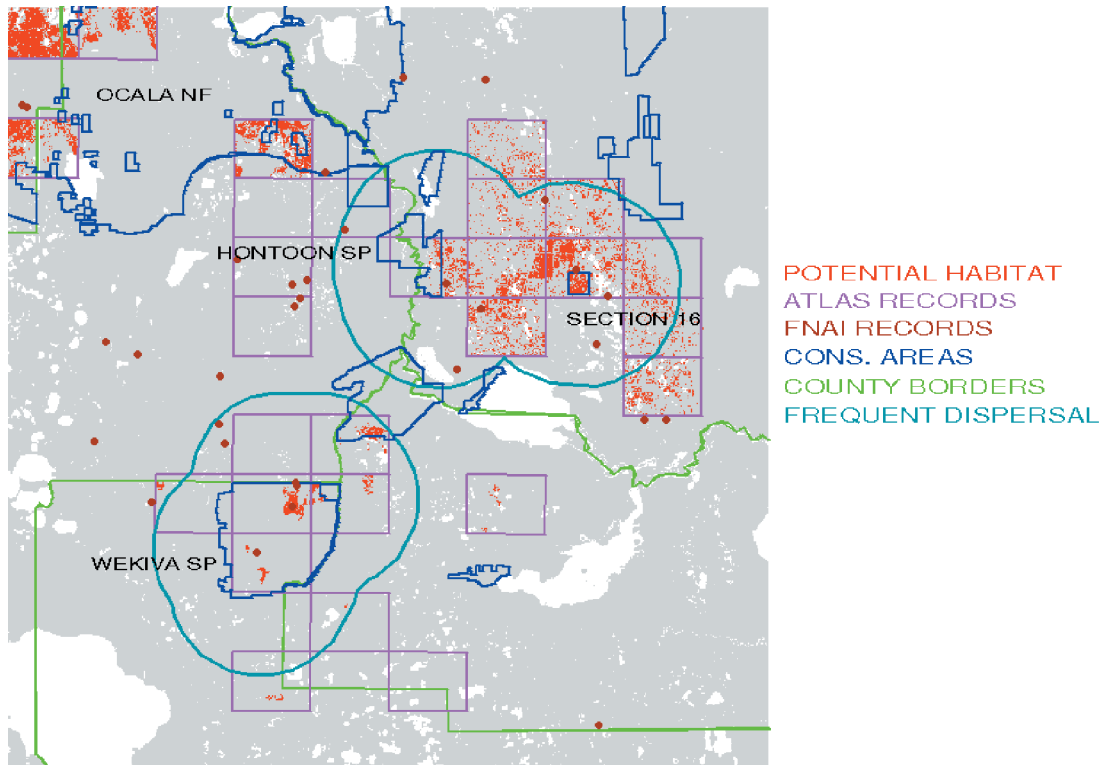 OCALA NF
HONTOON SP
SECTION 16
WEKIVA SP
POTENTIAL HABITAT
ATLAS RECORDS
FNAI RECORDS
CONS. AREAS
COUNTY BORDERS
FREQUENT DISPERSAL